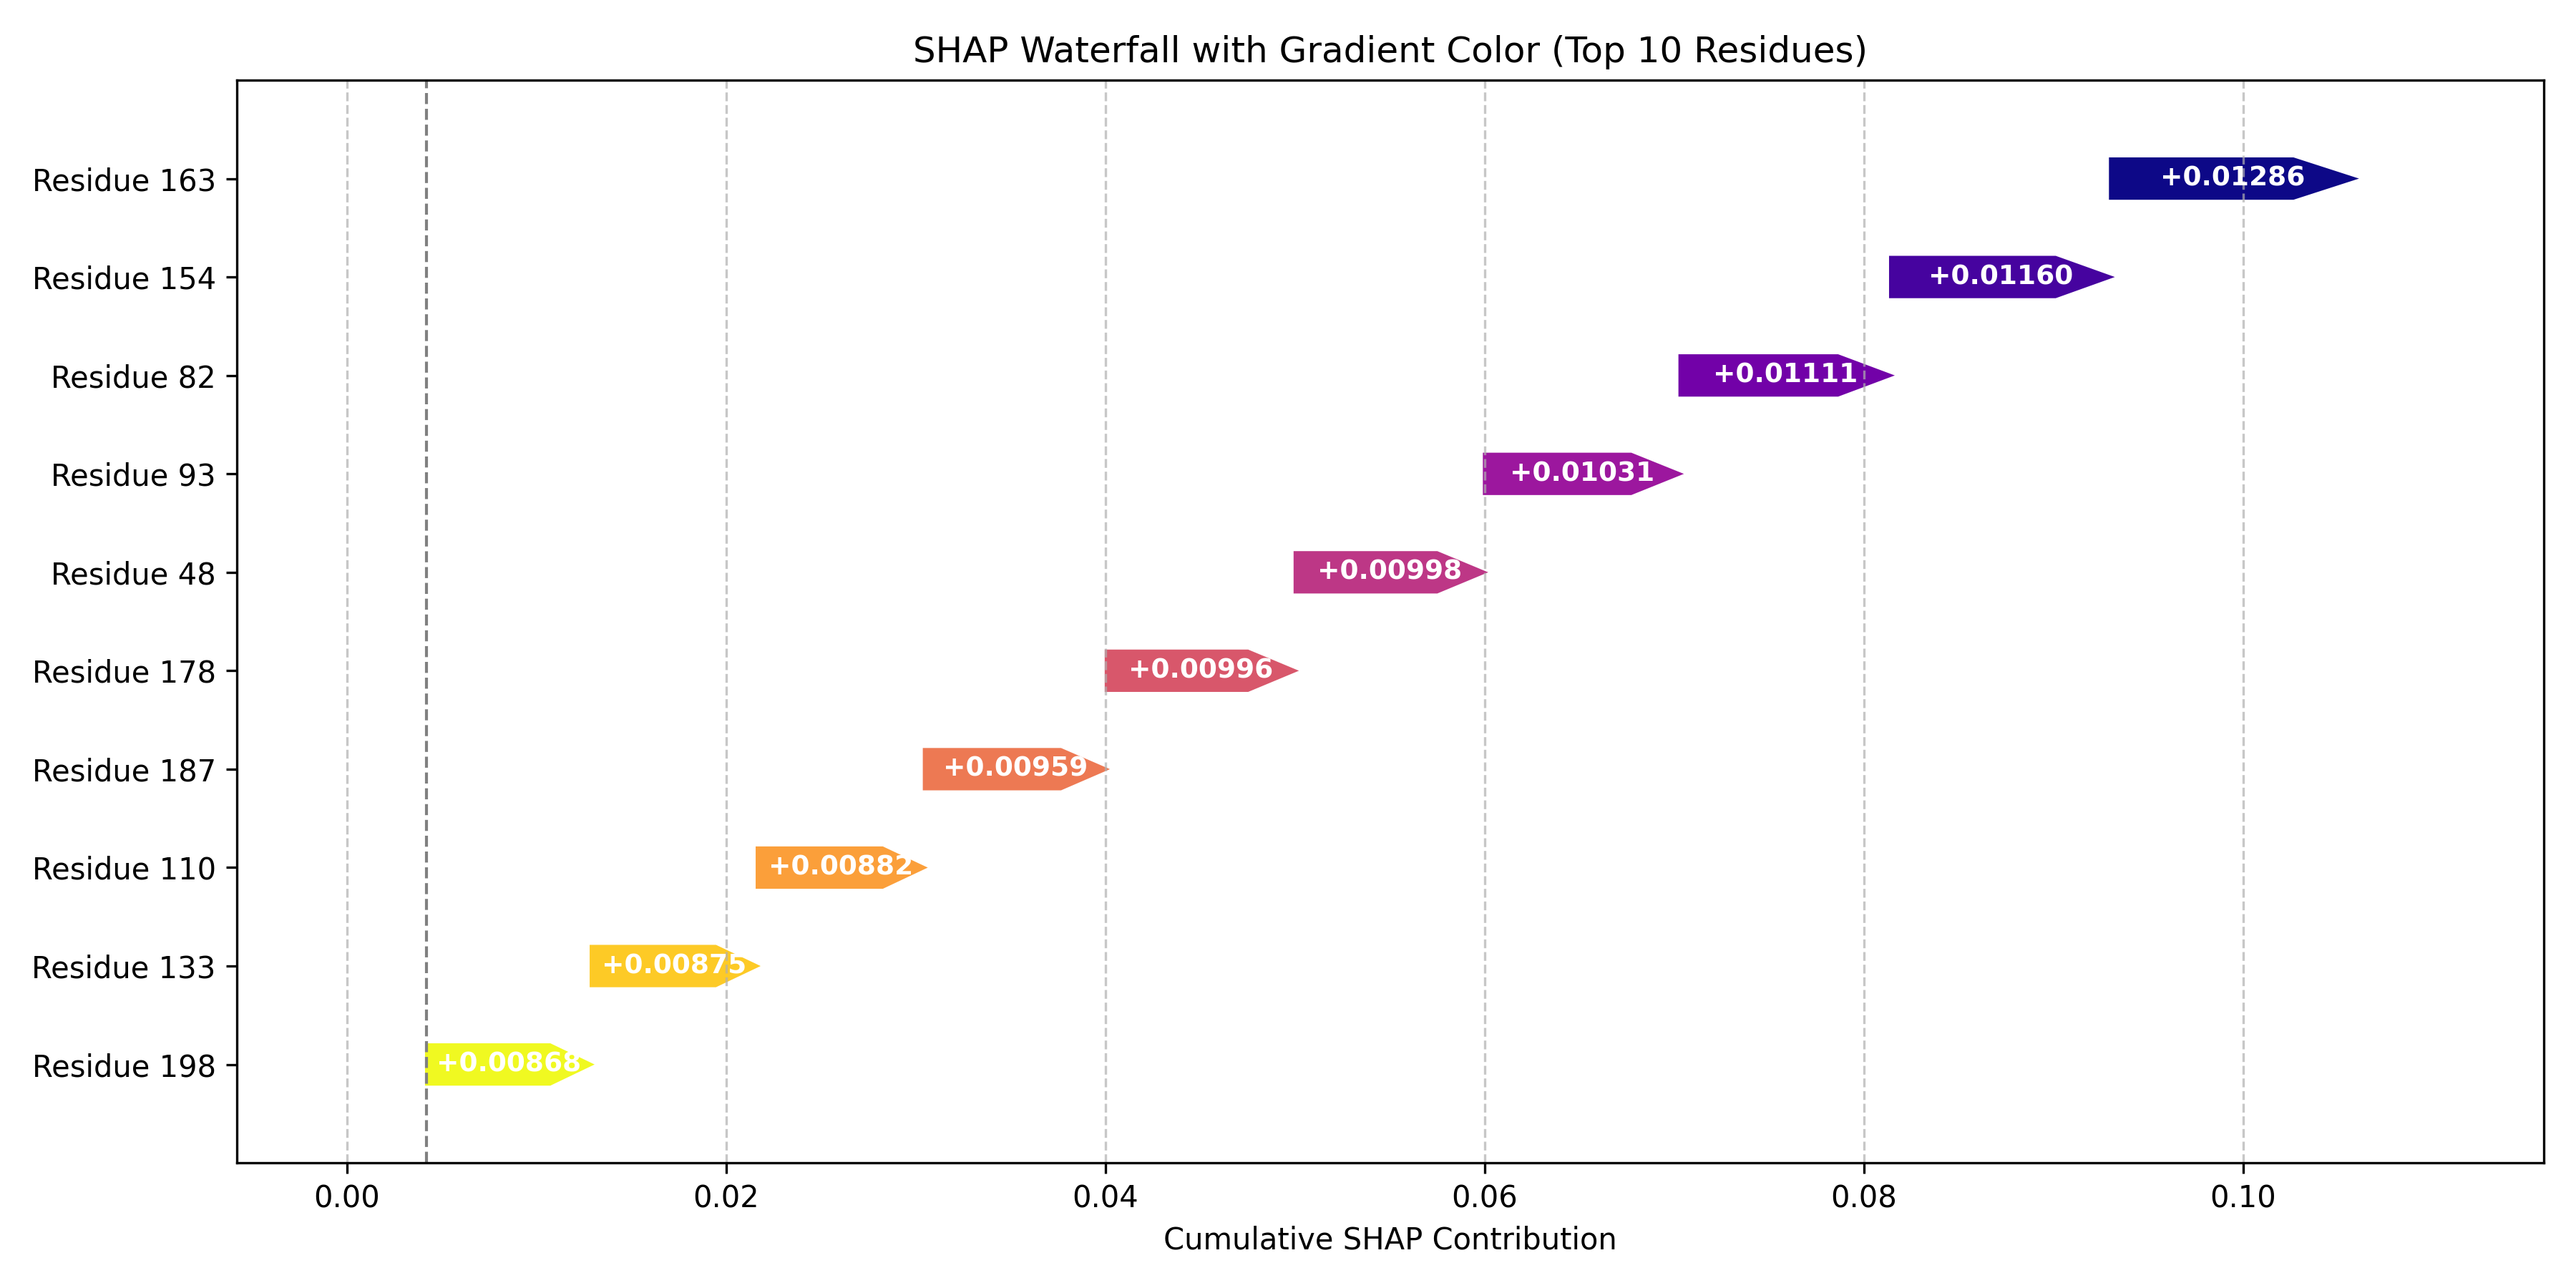 SHAP Waterfall with Gradient Color (Top 10 Residues)
Residue 163
+0.01286
Residue 154
+0.01160
Residue 82
+0.01111
Residue 93
+0.01031
Residue 48
+0.00998
Residue 178
+0.00996
Residue 187
+0.00959
Residue 110
+0.00882
Residue 133
+0.00875
Residue 198
+0.00868
0.00 0.02 0.04 0.06 0.08 0.10
Cumulative SHAP Contribution